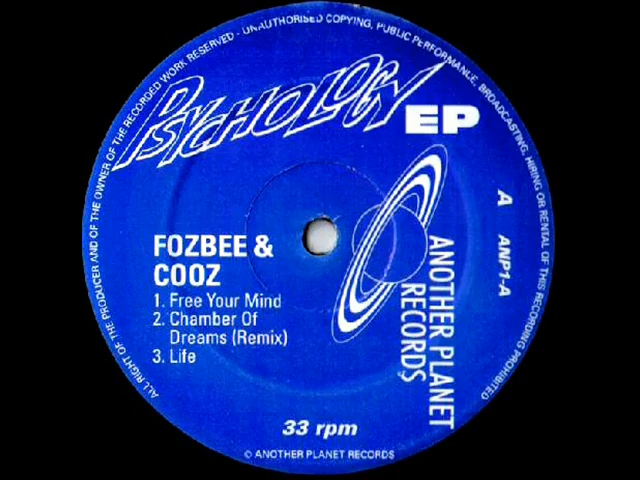 ALL RIGHT OF THE PRODUCER AND OF THE OWNER OF THE RECORDED WORK RESERVED - UNAUTHORISED COPYING, PUBLIC PERFORMANCE, BROADCASTING, HIRING OR RENTAL OF THIS RECORDING PROHIBITED
PSYCHOLOGY EP
A
ANP1-A
ANOTHER PLANET
RECORDS
FOZBEE &
COOZ
1. Free Your Mind
2. Chamber Of
Dreams (Remix)
3. Life
33 rpm
© ANOTHER PLANET RECORDS